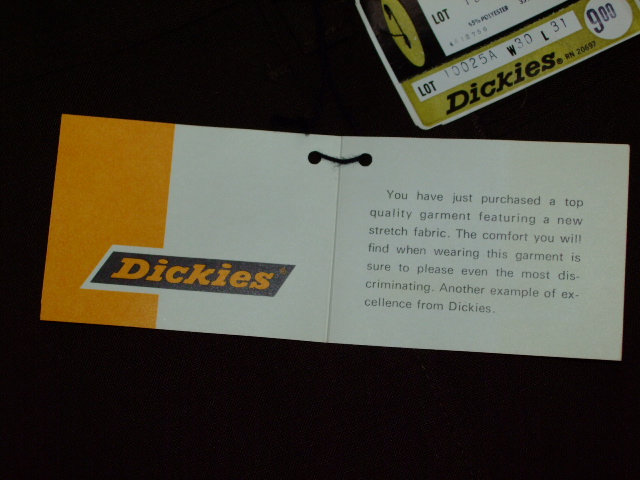 LOT
65% POLYESTER
9.00
LOT 10025A W30 L31
Dickies® RN 20697
Dickies®
You have just purchased a top
quality garment featuring a new
stretch fabric. The comfort you will
find when wearing this garment is
sure to please even the most dis-
criminating. Another example of ex-
cellence from Dickies.